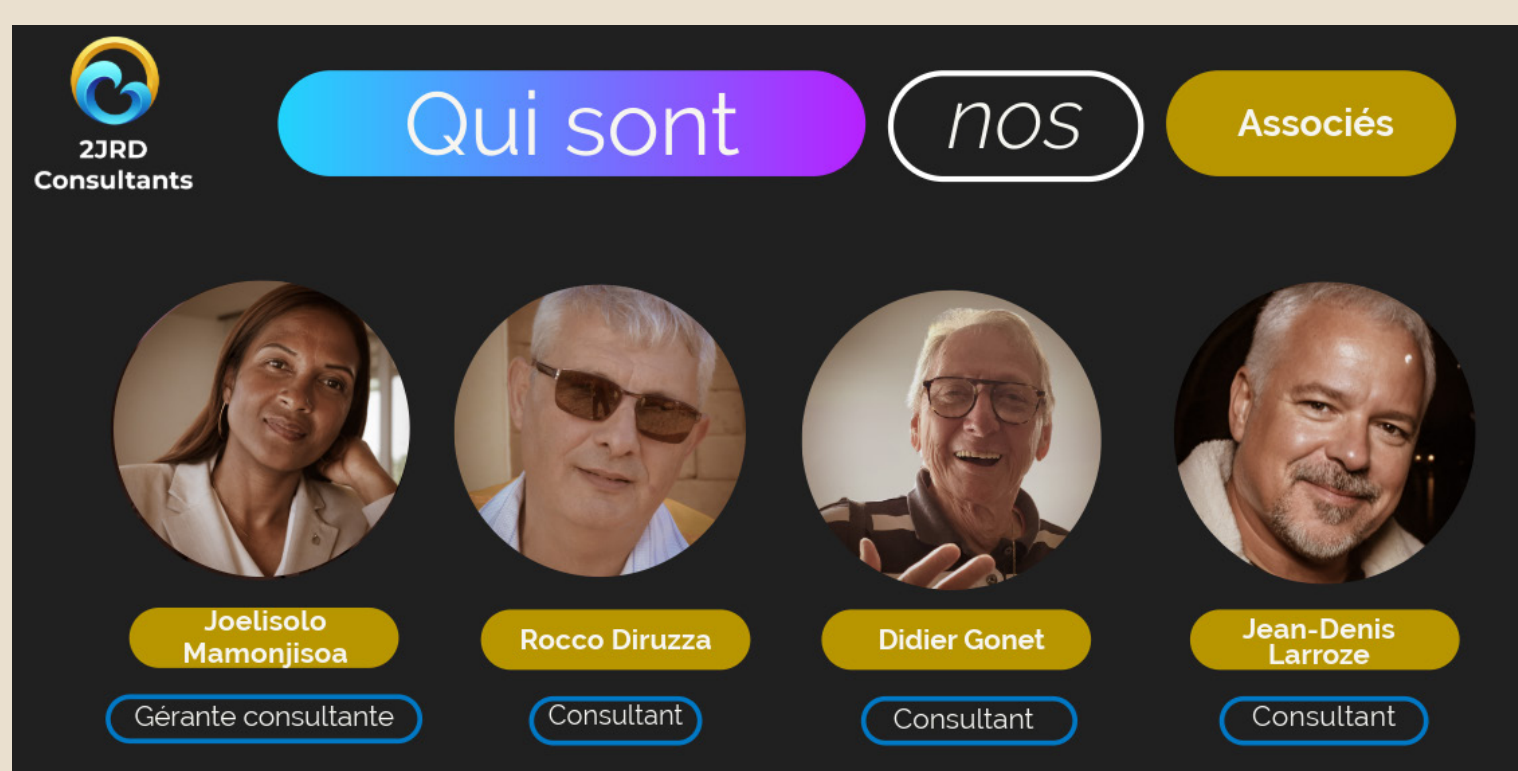 2JRD
Consultants
Qui sont nos Associés
Joelisolo
Mamonjisoa
Gérante consultante
Rocco Diruzza
Consultant
Didier Gonet
Consultant
Jean-Denis
Larroze
Consultant